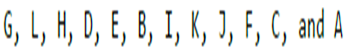 G, L, H, D, E, B, I, K, J, F, C, and A